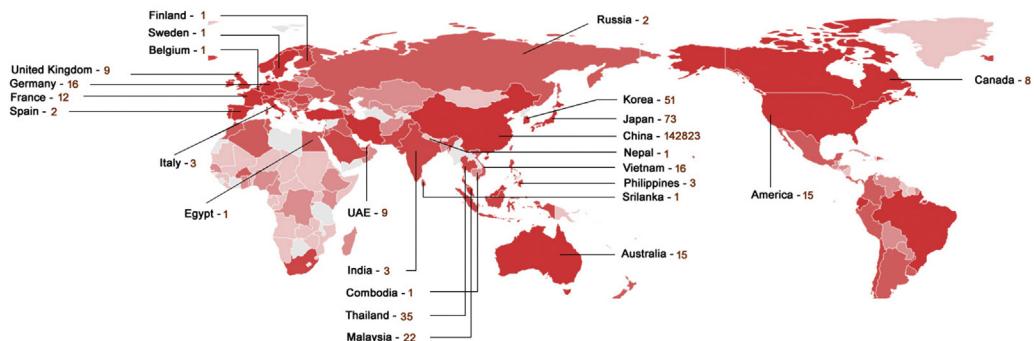 Finland - 1
Sweden - 1
Belgium - 1
United Kingdom - 9
Germany - 16
France - 12
Spain - 2
Italy - 3
Egypt - 1
UAE - 9
India - 3
Combodia - 1
Thailand - 35
Malaysia - 22
Russia - 2
Korea - 51
Japan - 73
China - 142823
Nepal - 1
Vietnam - 16
Philippines - 3
Srilanka - 1
Australia - 15
Canada - 8
America - 15